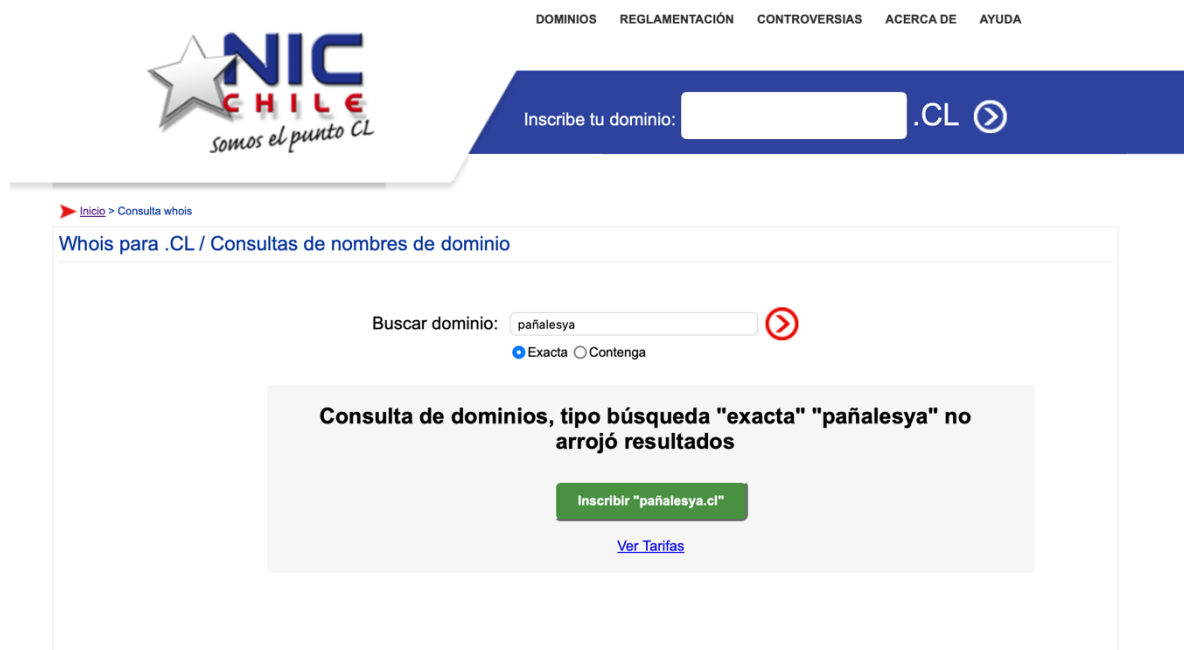 DOMINIOS REGLAMENTACIÓN CONTROVERSIAS ACERCA DE AYUDA
NIC
CHILE
Somos el punto CL
Inscribe tu dominio: .CL
Inicio > Consulta whois
Whois para .CL / Consultas de nombres de dominio
Buscar dominio: pañalesya
Exacta Contenga
Consulta de dominios, tipo búsqueda "exacta" "pañalesya" no
arrojó resultados
Inscribir "pañalesya.cl"
Ver Tarifas